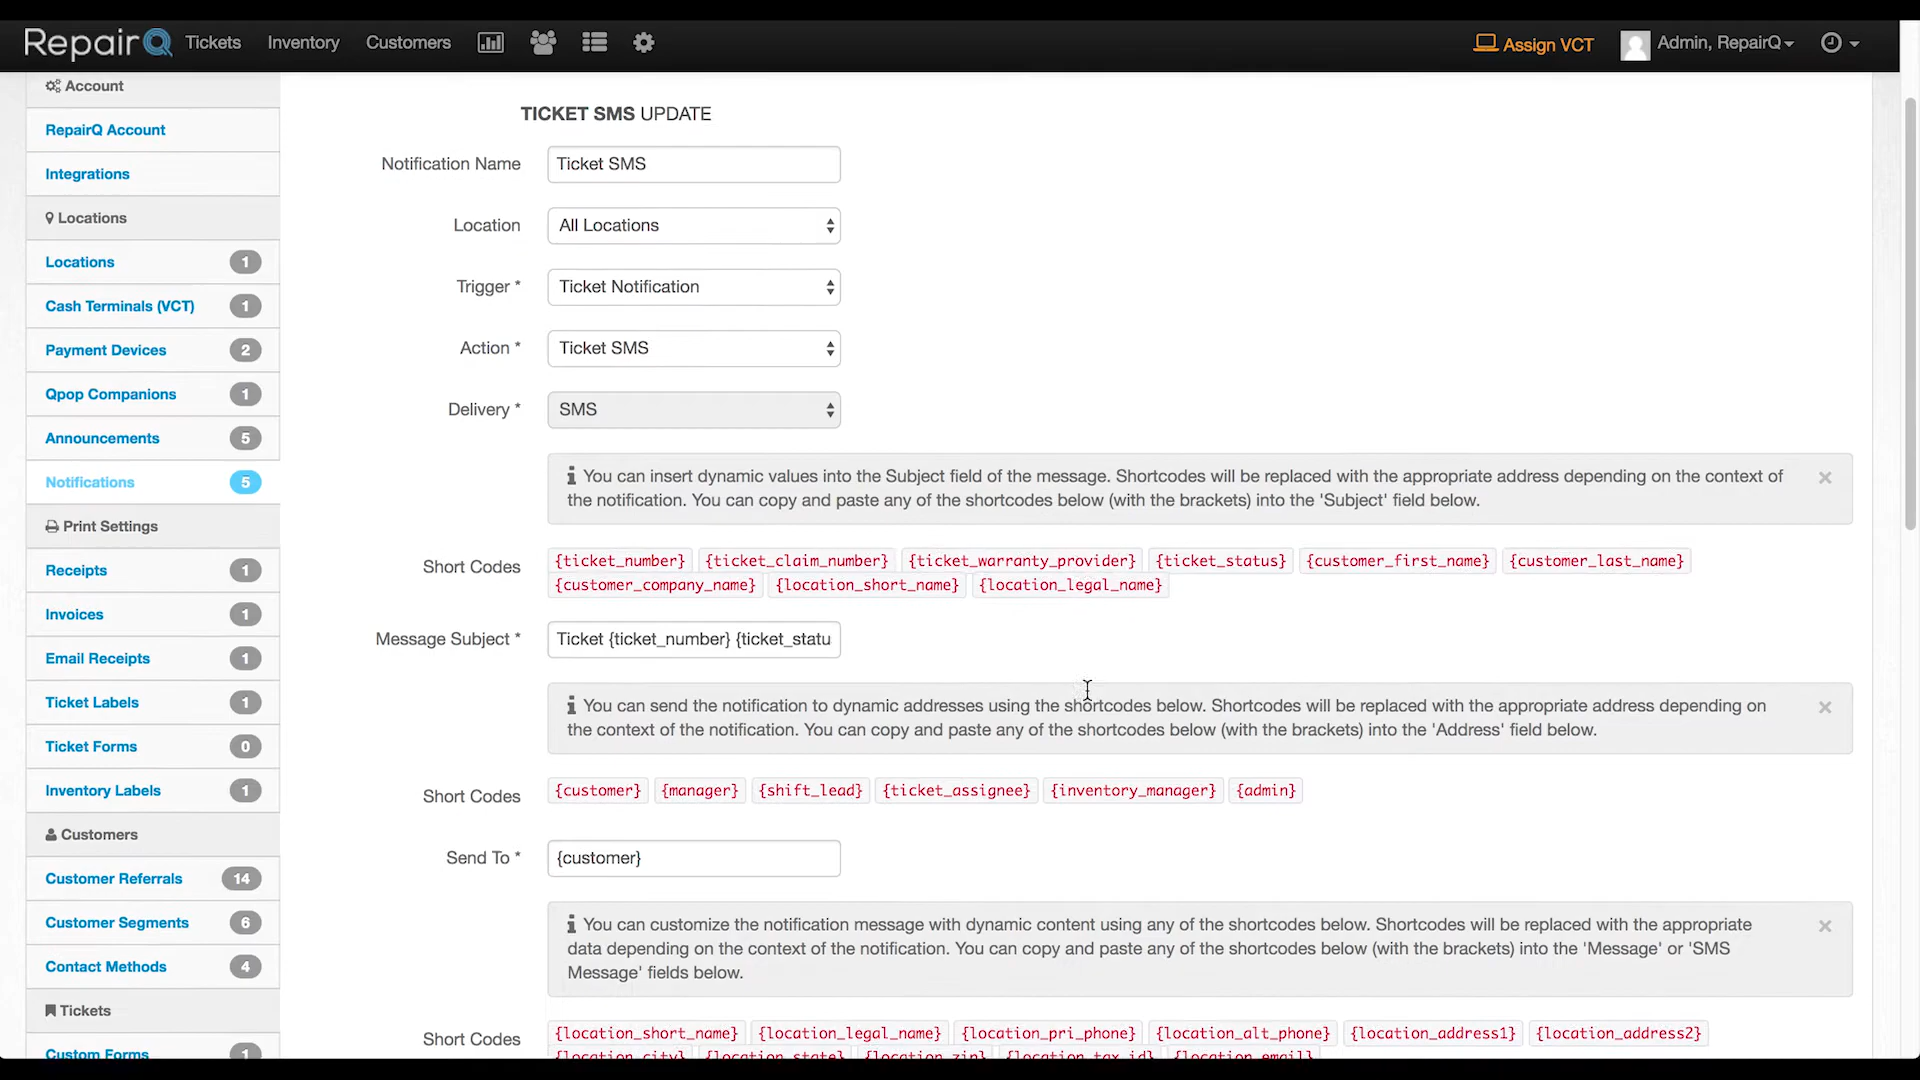 RepairQ Tickets Inventory Customers Assign VCT Admin, RepairQ
Account
RepairQ Account
Integrations
Locations
Locations 1
Cash Terminals (VCT) 1
Payment Devices 2
Qpop Companions 1
Announcements 5
Notifications 5
Print Settings
Receipts 1
Invoices 1
Email Receipts 1
Ticket Labels 1
Ticket Forms 0
Inventory Labels 1
Customers
Customer Referrals 14
Customer Segments 6
Contact Methods 4
Tickets
Custom Forms 1
TICKET SMS UPDATE
Notification Name Ticket SMS
Location All Locations
Trigger * Ticket Notification
Action * Ticket SMS
Delivery * SMS
You can insert dynamic values into the Subject field of the message. Shortcodes will be replaced with the appropriate address depending on the context of ×
the notification. You can copy and paste any of the shortcodes below (with the brackets) into the 'Subject' field below.
Short Codes {ticket_number} {ticket_claim_number} {ticket_warranty_provider} {ticket_status} {customer_first_name} {customer_last_name}
{customer_company_name} {location_short_name} {location_legal_name}
Message Subject * Ticket {ticket_number} {ticket_statu
You can send the notification to dynamic addresses using the shortcodes below. Shortcodes will be replaced with the appropriate address depending on ×
the context of the notification. You can copy and paste any of the shortcodes below (with the brackets) into the 'Address' field below.
Short Codes {customer} {manager} {shift_lead} {ticket_assignee} {inventory_manager} {admin}
Send To * {customer}
You can customize the notification message with dynamic content using any of the shortcodes below. Shortcodes will be replaced with the appropriate ×
data depending on the context of the notification. You can copy and paste any of the shortcodes below (with the brackets) into the 'Message' or 'SMS
Message' fields below.
Short Codes {location_short_name} {location_legal_name} {location_pri_phone} {location_alt_phone} {location_address1} {location_address2}
{location_city} {location_state} {location_zip} {location_tax_id} {location_email}